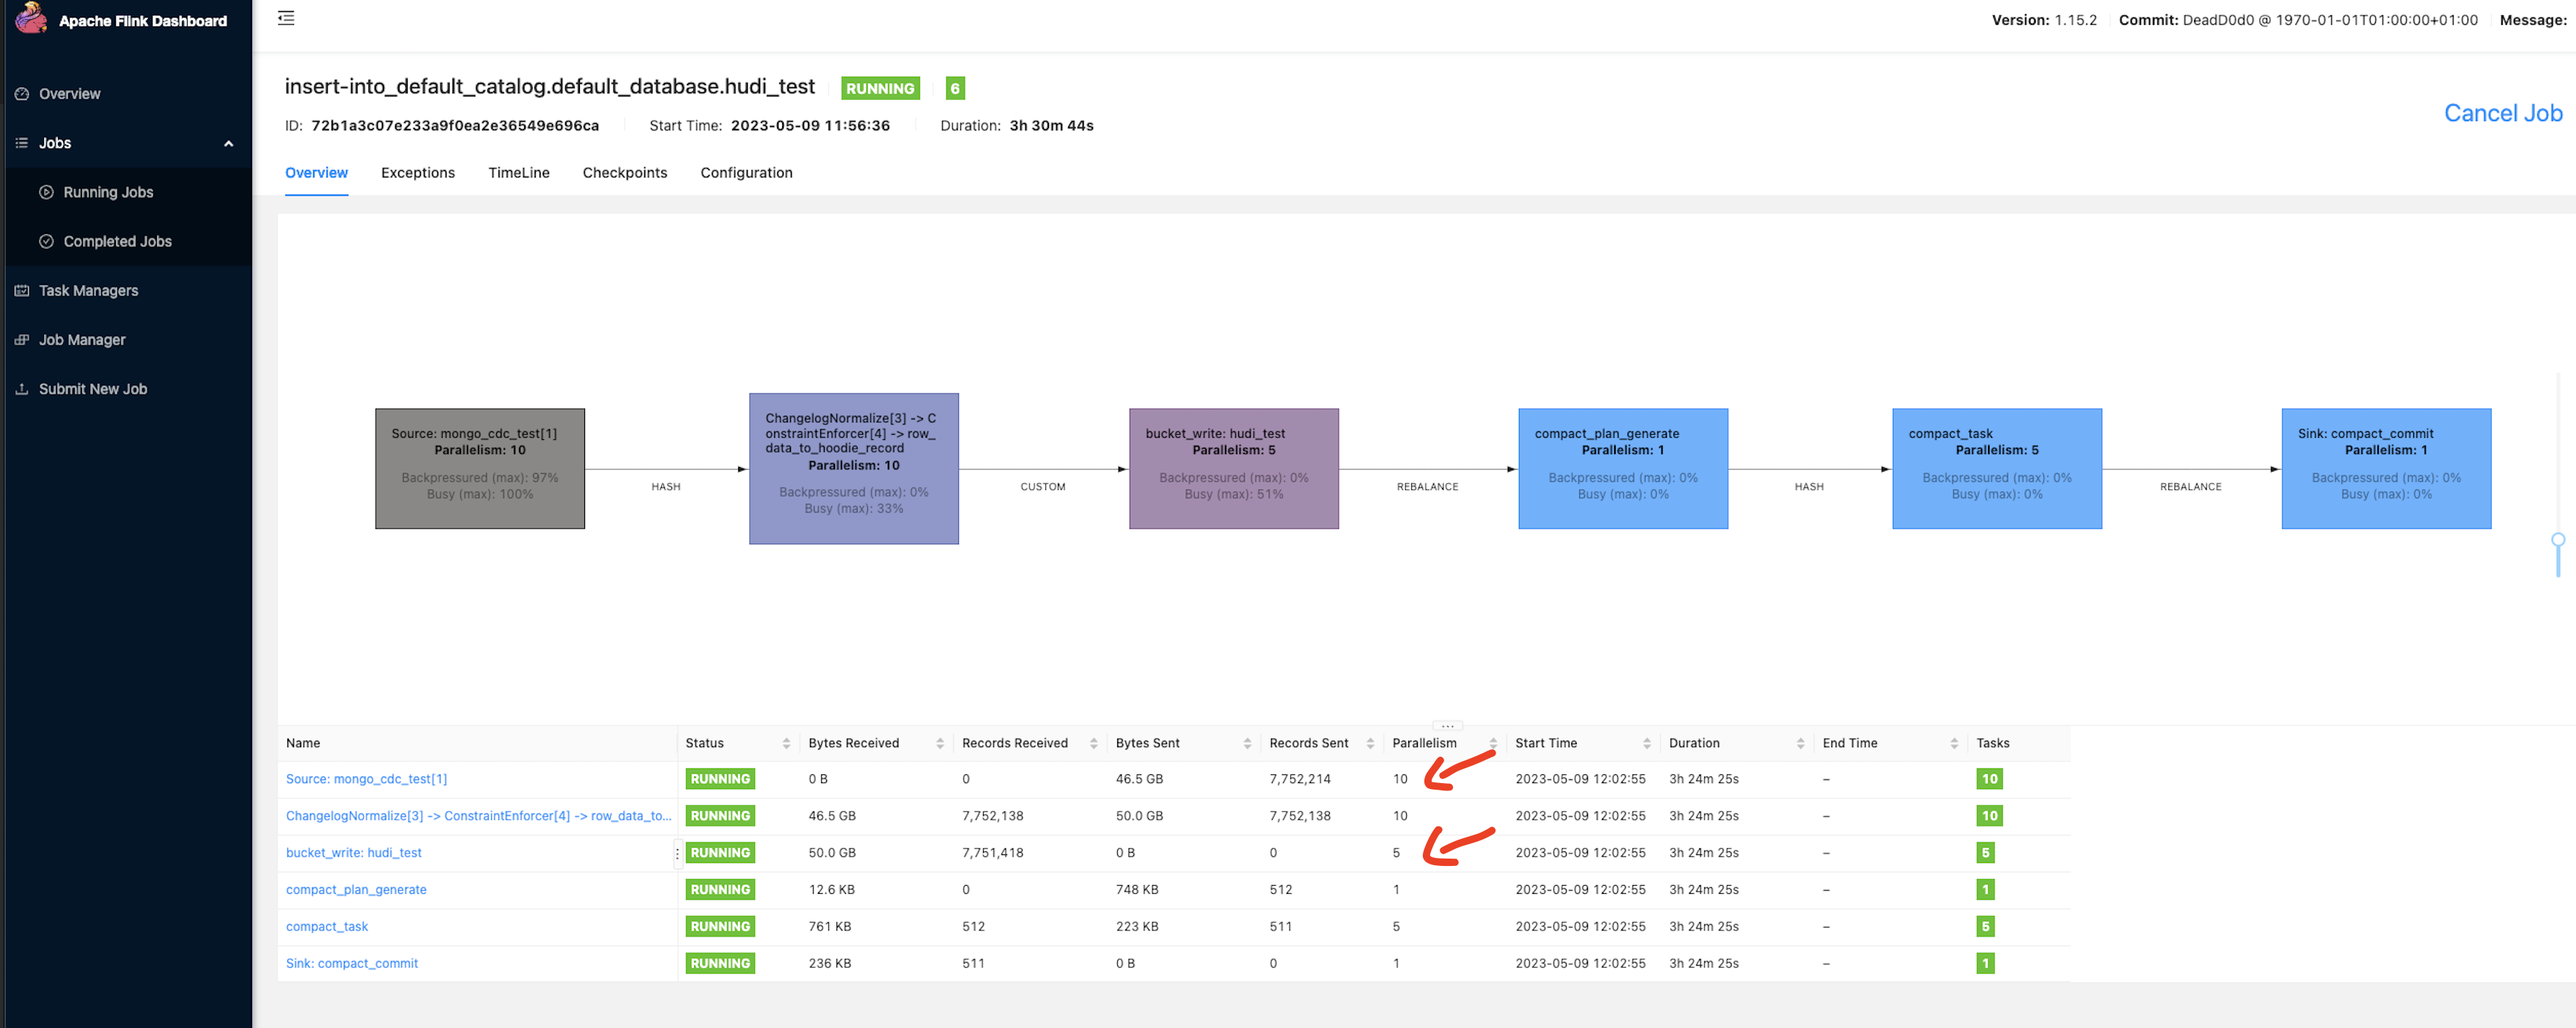 Apache Flink Dashboard
Version: 1.15.2 Commit: DeadD0d0 @ 1970-01-01T01:00:00+01:00 Message:
Overview
Jobs
Running Jobs
Completed Jobs
Task Managers
Job Manager
Submit New Job
insert-into_default_catalog.default_database.hudi_test RUNNING 6
Cancel Job
ID: 72b1a3c07e233a9f0ea2e36549e696ca Start Time: 2023-05-09 11:56:36 Duration: 3h 30m 44s
Overview Exceptions TimeLine Checkpoints Configuration
Source: mongo_cdc_test[1]
Parallelism: 10
Backpressured (max): 97%
Busy (max): 100%
HASH
ChangelogNormalize[3] -> C
onstraintEnforcer[4] -> row_
data_to_hoodie_record
Parallelism: 10
Backpressured (max): 0%
Busy (max): 33%
CUSTOM
bucket_write: hudi_test
Parallelism: 5
Backpressured (max): 0%
Busy (max): 51%
REBALANCE
compact_plan_generate
Parallelism: 1
Backpressured (max): 0%
Busy (max): 0%
HASH
compact_task
Parallelism: 5
Backpressured (max): 0%
Busy (max): 0%
REBALANCE
Sink: compact_commit
Parallelism: 1
Backpressured (max): 0%
Busy (max): 0%
Name Status Bytes Received Records Received Bytes Sent Records Sent Parallelism Start Time Duration End Time Tasks
Source: mongo_cdc_test[1] RUNNING 0 B 0 46.5 GB 7,752,214 10 2023-05-09 12:02:55 3h 24m 25s – 10
ChangelogNormalize[3] -> ConstraintEnforcer[4] -> row_data_to... RUNNING 46.5 GB 7,752,138 50.0 GB 7,752,138 10 2023-05-09 12:02:55 3h 24m 25s – 10
bucket_write: hudi_test RUNNING 50.0 GB 7,751,418 0 B 0 5 2023-05-09 12:02:55 3h 24m 25s – 5
compact_plan_generate RUNNING 12.6 KB 0 748 KB 512 1 2023-05-09 12:02:55 3h 24m 25s – 1
compact_task RUNNING 761 KB 512 223 KB 511 5 2023-05-09 12:02:55 3h 24m 25s – 5
Sink: compact_commit RUNNING 236 KB 511 0 B 0 1 2023-05-09 12:02:55 3h 24m 25s – 1